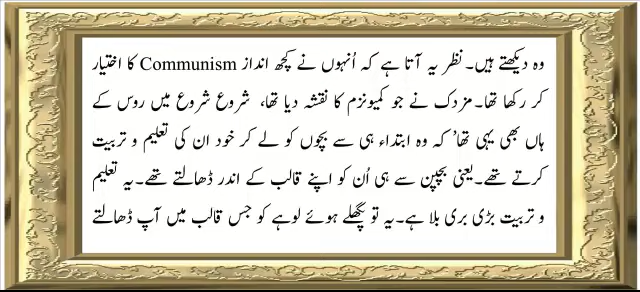 وہ دیکھتے ہیں۔ نظر یہ آتا ہے کہ اُنہوں نے کچھ انداز Communism کا اختیار
کر رکھا تھا۔ مزدک نے جو کمیونزم کا نقشہ دیا تھا، شروع شروع میں روس کے
ہاں بھی یہی تھا’ کہ وہ ابتداء ہی سے بچوں کو لے کر خود ان کی تعلیم و تربیت
کرتے تھے۔ یعنی بچپن سے ہی اُن کو اپنے قالب کے اندر ڈھالتے تھے۔ یہ تعلیم
و تربیت بڑی بری بلا ہے۔ یہ تو پگھلے ہوئے لوہے کو جس قالب میں آپ ڈھالتے